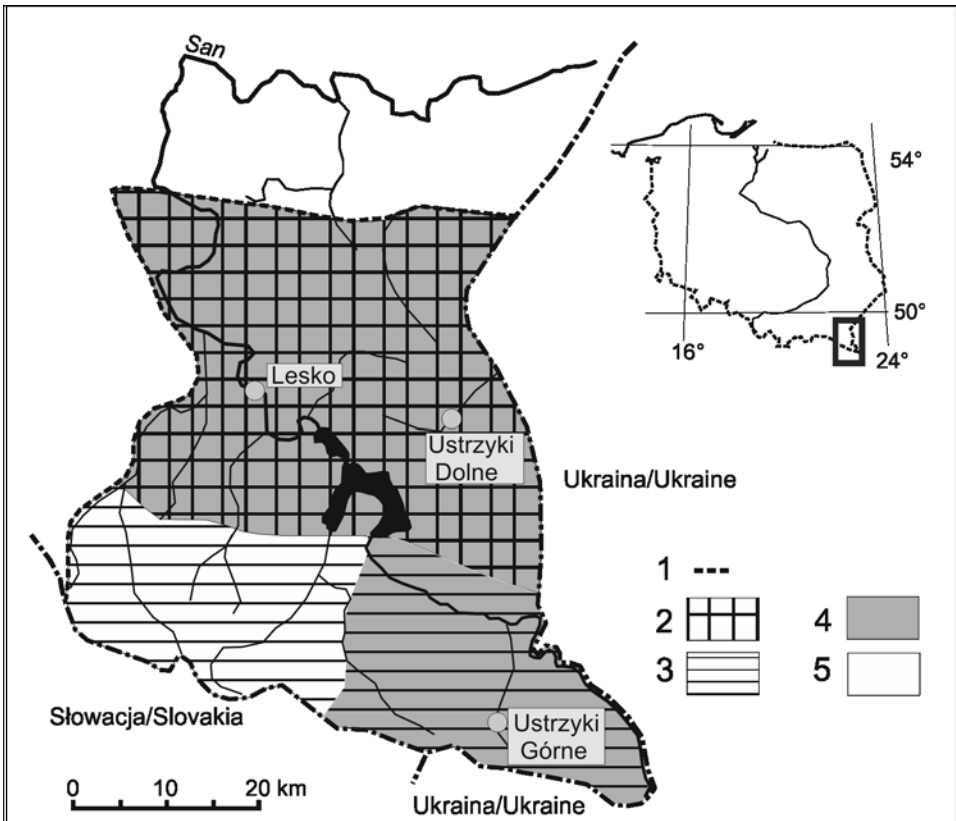 San
54°
50°
16°
24°
Lesko
Ustrzyki
Dolne
Ukraina/Ukraine
1
2
4
3
5
Słowacja/Slovakia
Ustrzyki
Górne
0 10 20 km
Ukraina/Ukraine